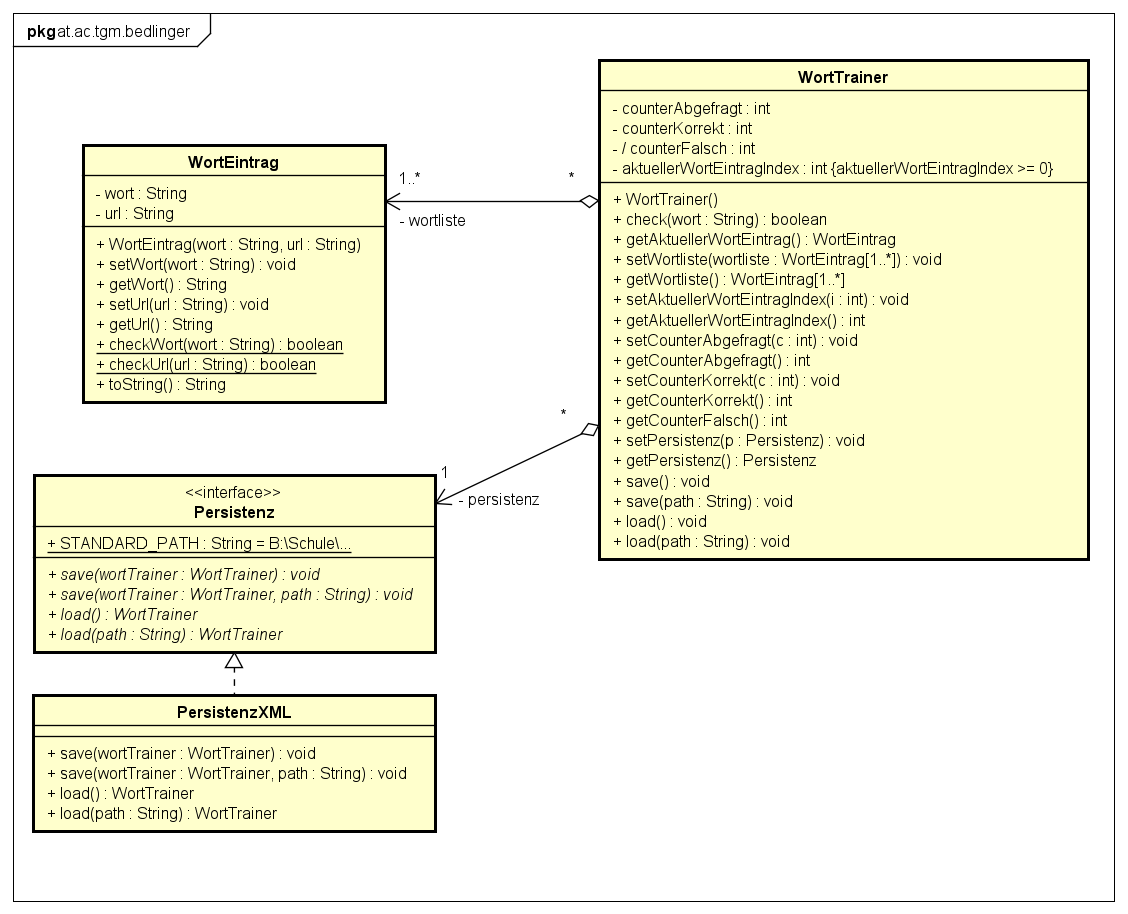 pkg at.ac.tgm.bedlinger
WortTrainer
- counterAbgefragt : int
- counterKorrekt : int
- / counterFalsch : int
- aktuellerWortEintragIndex : int {aktuellerWortEintragIndex >= 0}
+ WortTrainer()
+ check(wort : String) : boolean
+ getAktuellerWortEintrag() : WortEintrag
+ setWortliste(wortliste : WortEintrag[1..*]) : void
+ getWortliste() : WortEintrag[1..*]
+ setAktuellerWortEintragIndex(i : int) : void
+ getAktuellerWortEintragIndex() : int
+ setCounterAbgefragt(c : int) : void
+ getCounterAbgefragt() : int
+ setCounterKorrekt(c : int) : void
+ getCounterKorrekt() : int
+ getCounterFalsch() : int
+ setPersistenz(p : Persistenz) : void
+ getPersistenz() : Persistenz
+ save() : void
+ save(path : String) : void
+ load() : void
+ load(path : String) : void
WortEintrag
- wort : String
- url : String
+ WortEintrag(wort : String, url : String)
+ setWort(wort : String) : void
+ getWort() : String
+ setUrl(url : String) : void
+ getUrl() : String
+ checkWort(wort : String) : boolean
+ checkUrl(url : String) : boolean
+ toString() : String
1..*
*
- wortliste
*
1
- persistenz
<<interface>>
Persistenz
+ STANDARD_PATH : String = B:\Schule\...
+ save(wortTrainer : WortTrainer) : void
+ save(wortTrainer : WortTrainer, path : String) : void
+ load() : WortTrainer
+ load(path : String) : WortTrainer
PersistenzXML
+ save(wortTrainer : WortTrainer) : void
+ save(wortTrainer : WortTrainer, path : String) : void
+ load() : WortTrainer
+ load(path : String) : WortTrainer